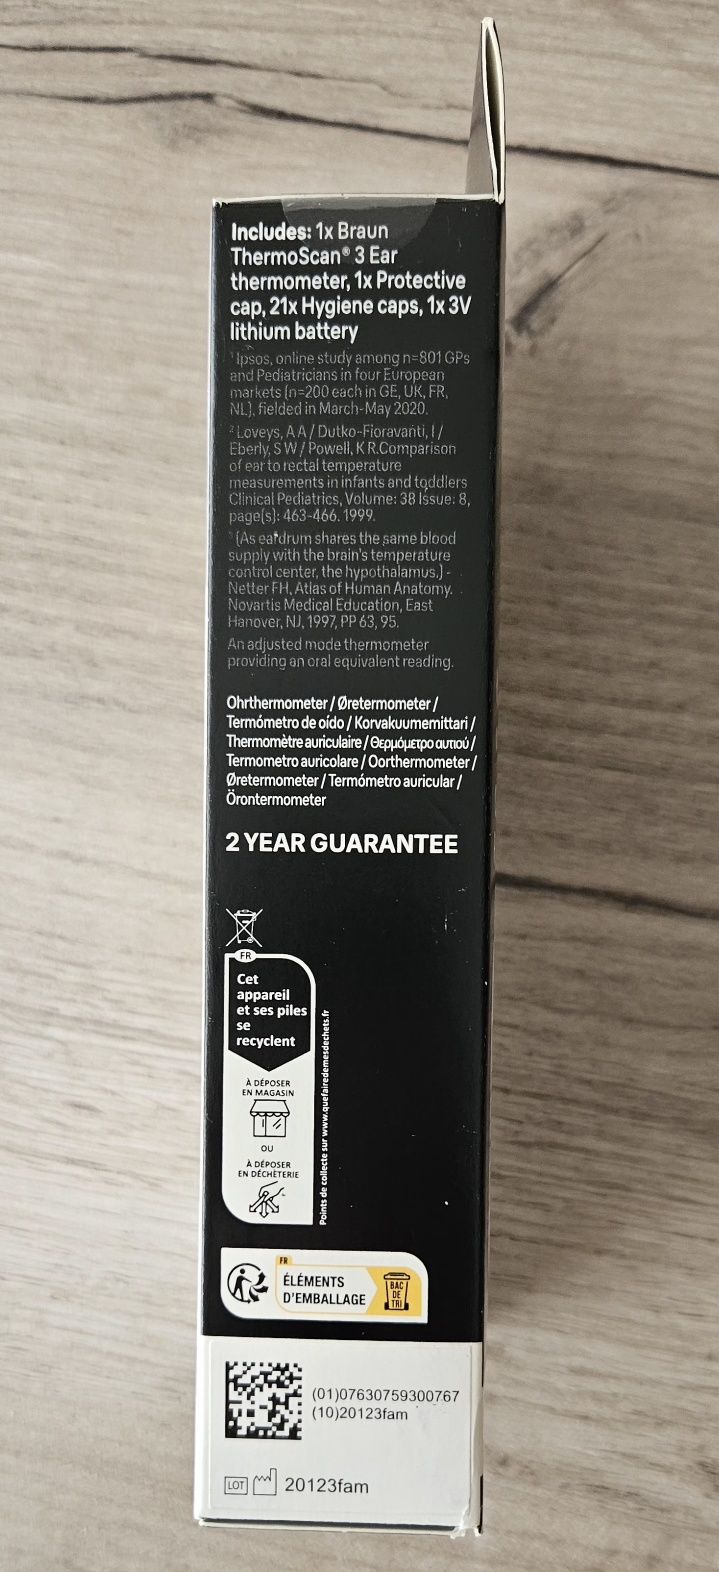 Includes: 1x Braun
ThermoScan® 3 Ear
thermometer, 1x Protective
cap, 21x Hygiene caps, 1x 3V
lithium battery
¹ Ipsos, online study among n=801 GPs
and Pediatricians in four European
markets (n=200 each in GE, UK, FR,
NL), fielded in March-May 2020.
² Loveys, A A / Dutko-Fioravanti, I /
Eberly, S W / Powell, K R.Comparison
of ear to rectal temperature
measurements in infants and toddlers
Clinical Pediatrics, Volume: 38 Issue: 8,
page(s): 463-466. 1999.
³ (As eardrum shares the same blood
supply with the brain's temperature
control center, the hypothalamus.) -
Netter FH, Atlas of Human Anatomy.
Novartis Medical Education, East
Hanover, NJ, 1997, PP 63, 95.
An adjusted mode thermometer
providing an oral equivalent reading.
Ohrthermometer / Øretermometer /
Termómetro de oído / Korvakuumemittari /
Thermomètre auriculaire / Θερμόμετρο αυτιού /
Termometro auricolare / Oorthermometer /
Øretermometer / Termómetro auricular /
Örontermometer
2 YEAR GUARANTEE
FR
Cet
appareil
et ses piles
se
recyclent
À DÉPOSER
EN MAGASIN
OU
À DÉPOSER
EN DÉCHÈTERIE
Points de collecte sur www.quefairedemesdechets.fr
FR
ÉLÉMENTS
D'EMBALLAGE
BAC
DE
TRI
(01)07630759300767
(10)20123fam
LOT 20123fam